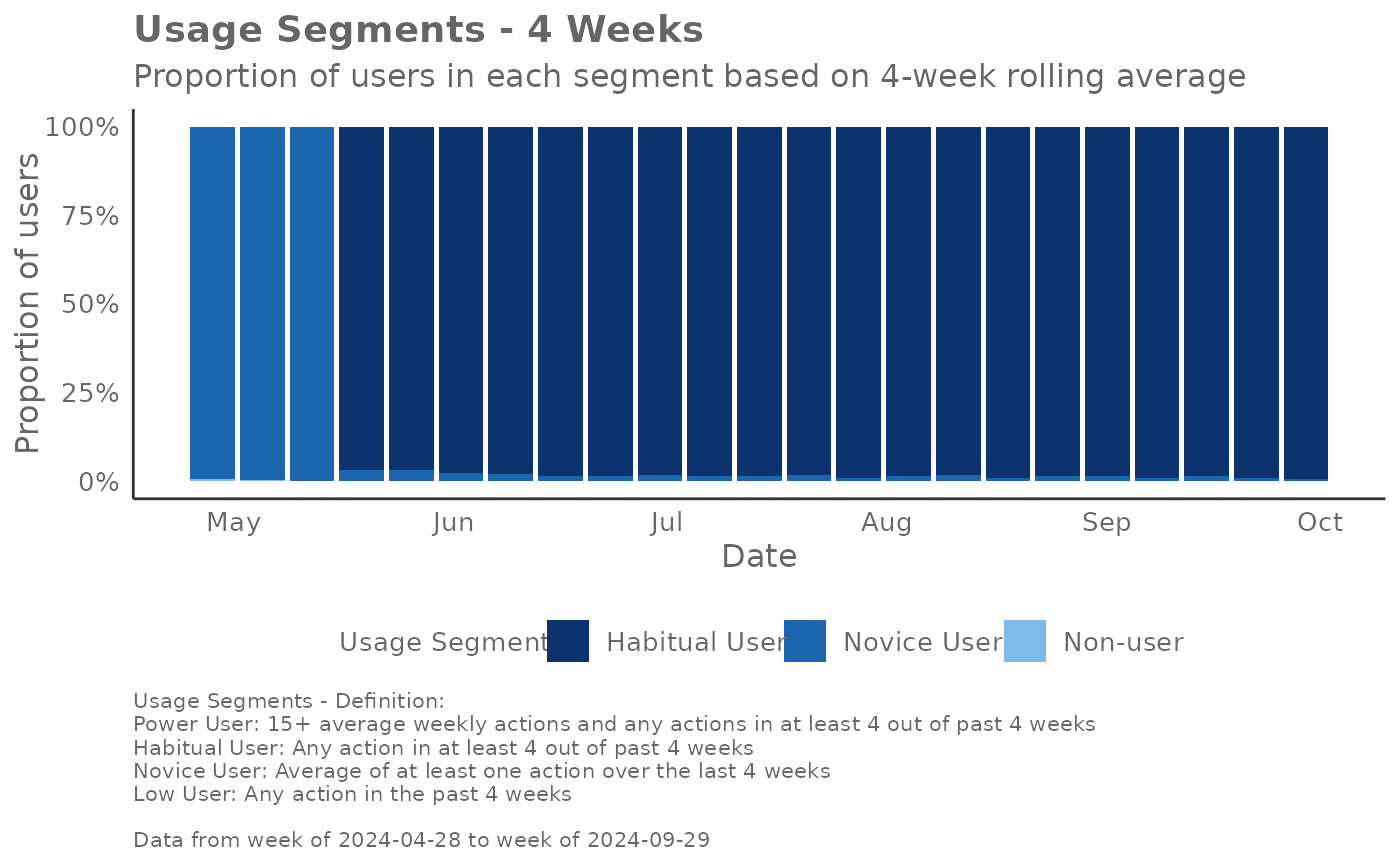 Usage Segments - 4 Weeks
Proportion of users in each segment based on 4-week rolling average
Proportion of users
100%
75%
50%
25%
0%
May Jun Jul Aug Sep Oct
Date
Usage Segment Habitual User Novice User Non-user
Usage Segments - Definition:
Power User: 15+ average weekly actions and any actions in at least 4 out of past 4 weeks
Habitual User: Any action in at least 4 out of past 4 weeks
Novice User: Average of at least one action over the last 4 weeks
Low User: Any action in the past 4 weeks
Data from week of 2024-04-28 to week of 2024-09-29